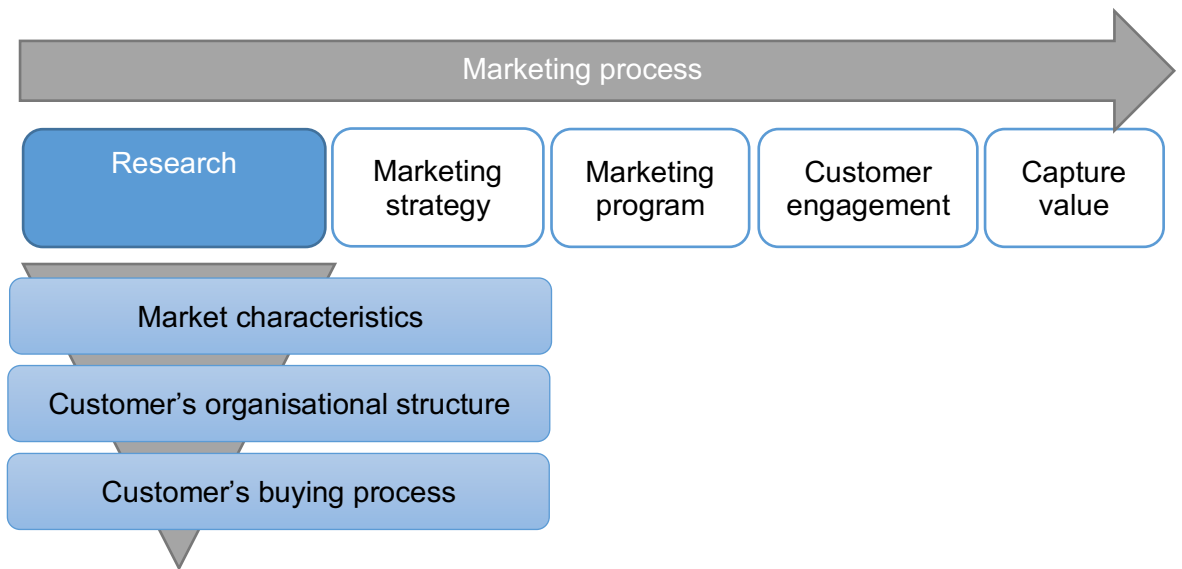 Marketing process
Research
Marketing
strategy
Marketing
program
Customer
engagement
Capture
value
Market characteristics
Customer’s organisational structure
Customer’s buying process